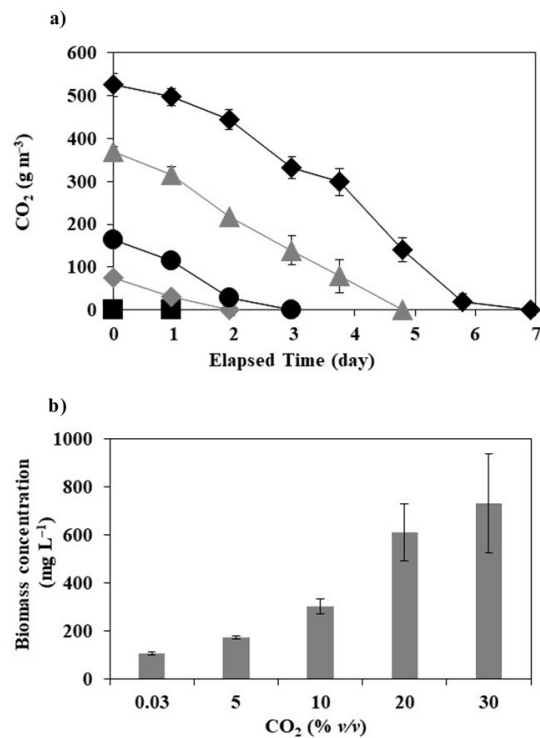 a)
600
500
400
300
200
100
0
CO₂ (g m⁻³)
0 1 2 3 4 5 6 7
Elapsed Time (day)
b)
1000
800
600
400
200
0
Biomass concentration
(mg L⁻¹)
0.03 5 10 20 30
CO₂ (% v/v)